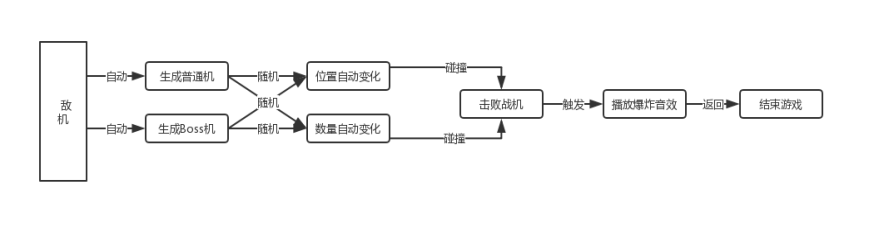 敌
机
自动
生成普通机
随机
位置自动变化
碰撞
随机
击败战机
触发
播放爆炸音效
返回
结束游戏
自动
生成Boss机
随机
数量自动变化
碰撞